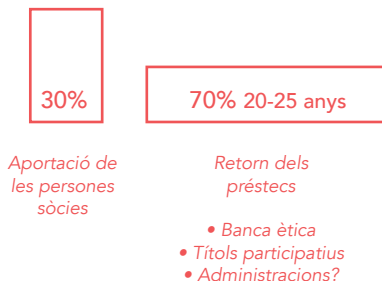 30%
70% 20-25 anys
Aportació de
les persones
sòcies
Retorn dels
préstecs
• Banca ètica
• Títols participatius
• Administracions?